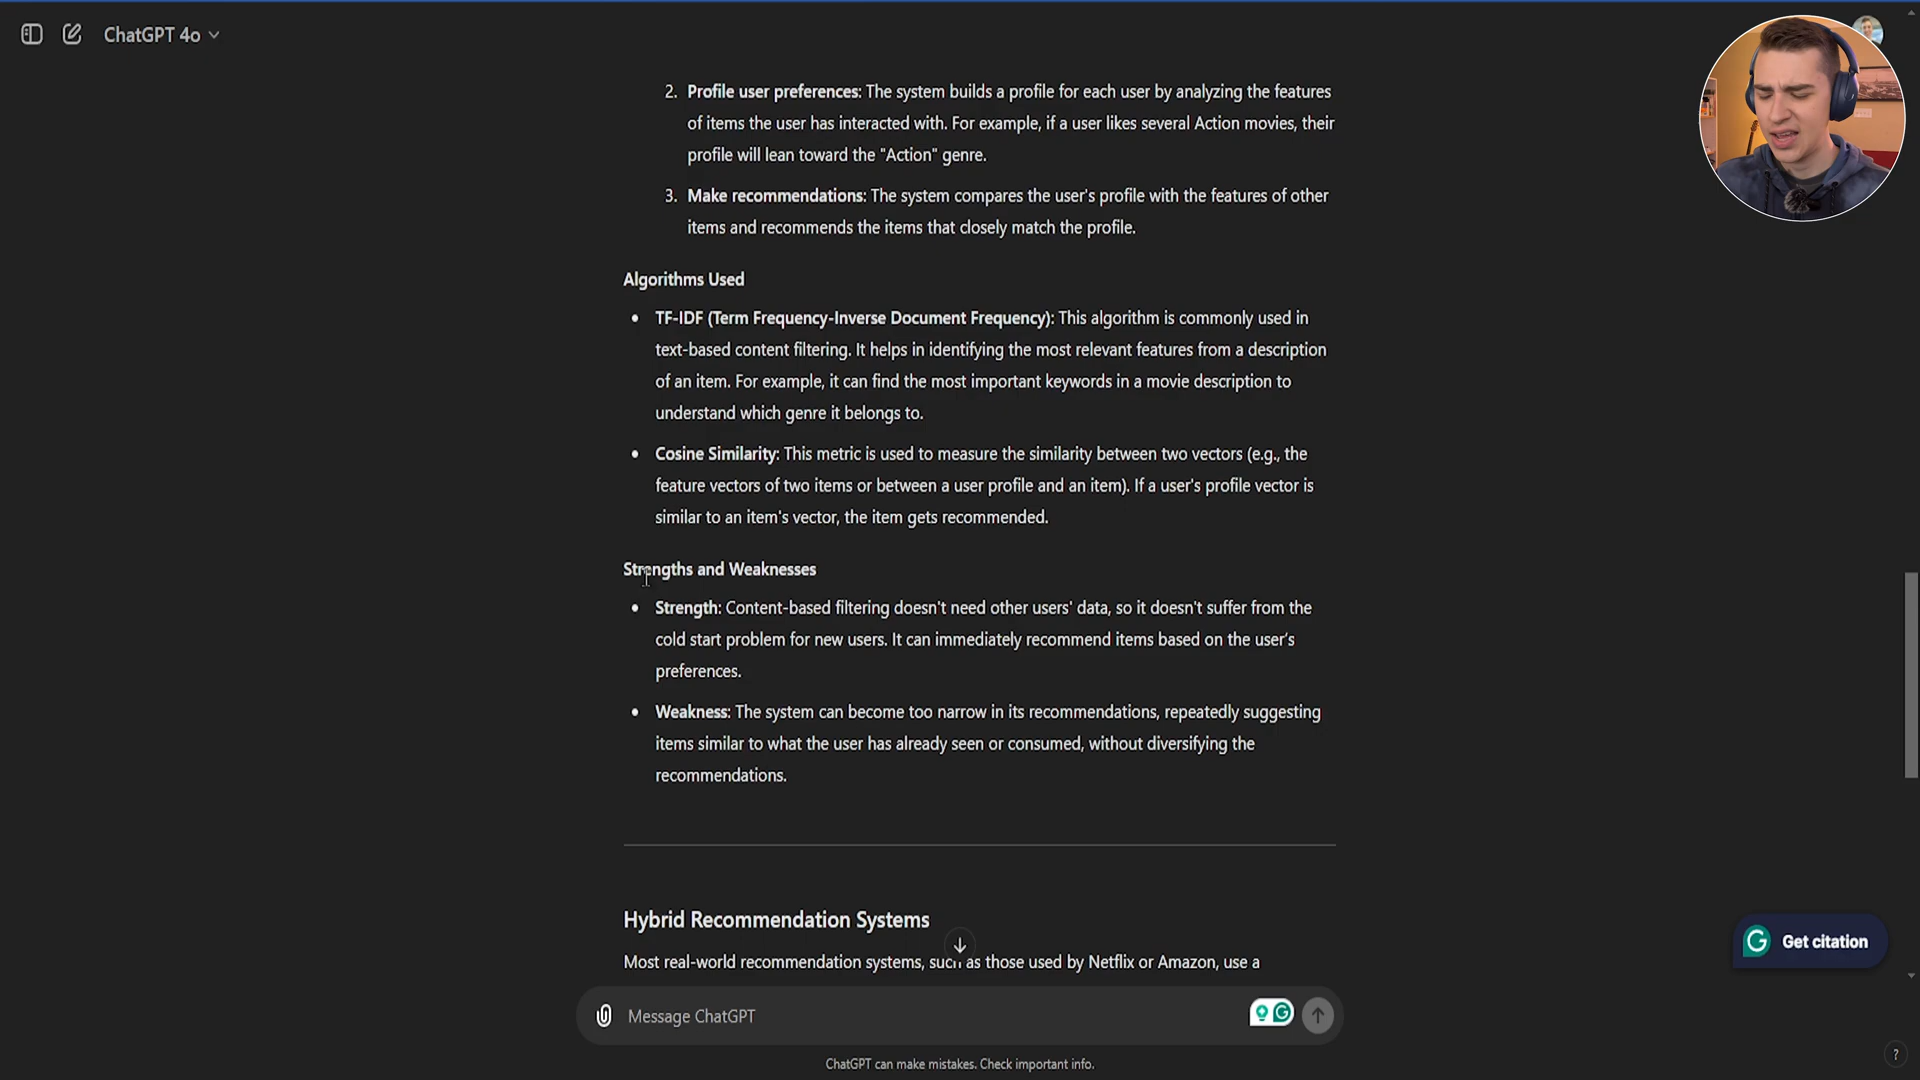 ChatGPT 4o
2. Profile user preferences: The system builds a profile for each user by analyzing the features
of items the user has interacted with. For example, if a user likes several Action movies, their
profile will lean toward the "Action" genre.
3. Make recommendations: The system compares the user's profile with the features of other
items and recommends the items that closely match the profile.
Algorithms Used
• TF-IDF (Term Frequency-Inverse Document Frequency): This algorithm is commonly used in
text-based content filtering. It helps in identifying the most relevant features from a description
of an item. For example, it can find the most important keywords in a movie description to
understand which genre it belongs to.
• Cosine Similarity: This metric is used to measure the similarity between two vectors (e.g., the
feature vectors of two items or between a user profile and an item). If a user's profile vector is
similar to an item's vector, the item gets recommended.
Strengths and Weaknesses
• Strength: Content-based filtering doesn't need other users' data, so it doesn't suffer from the
cold start problem for new users. It can immediately recommend items based on the user's
preferences.
• Weakness: The system can become too narrow in its recommendations, repeatedly suggesting
items similar to what the user has already seen or consumed, without diversifying the
recommendations.
Hybrid Recommendation Systems
Most real-world recommendation systems, such as those used by Netflix or Amazon, use a
Get citation
Message ChatGPT
ChatGPT can make mistakes. Check important info.
?